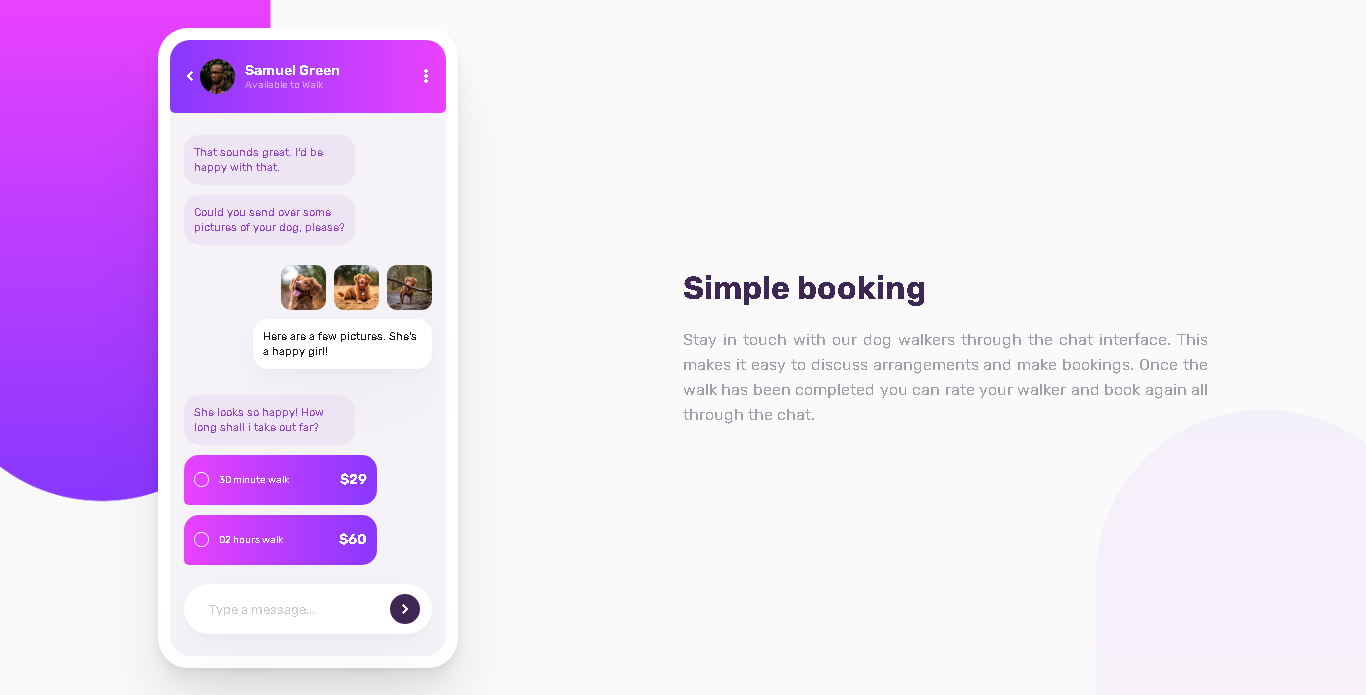 Samuel Green
Available to Walk
That sounds great. I'd be
happy with that.
Could you send over some
pictures of your dog, please?
Here are a few pictures. She's
a happy girl!
She looks so happy! How
long shall i take out far?
30 minute walk
$29
02 hours walk
$60
Type a message...
Simple booking
Stay in touch with our dog walkers through the chat interface. This
makes it easy to discuss arrangements and make bookings. Once the
walk has been completed you can rate your walker and book again all
through the chat.